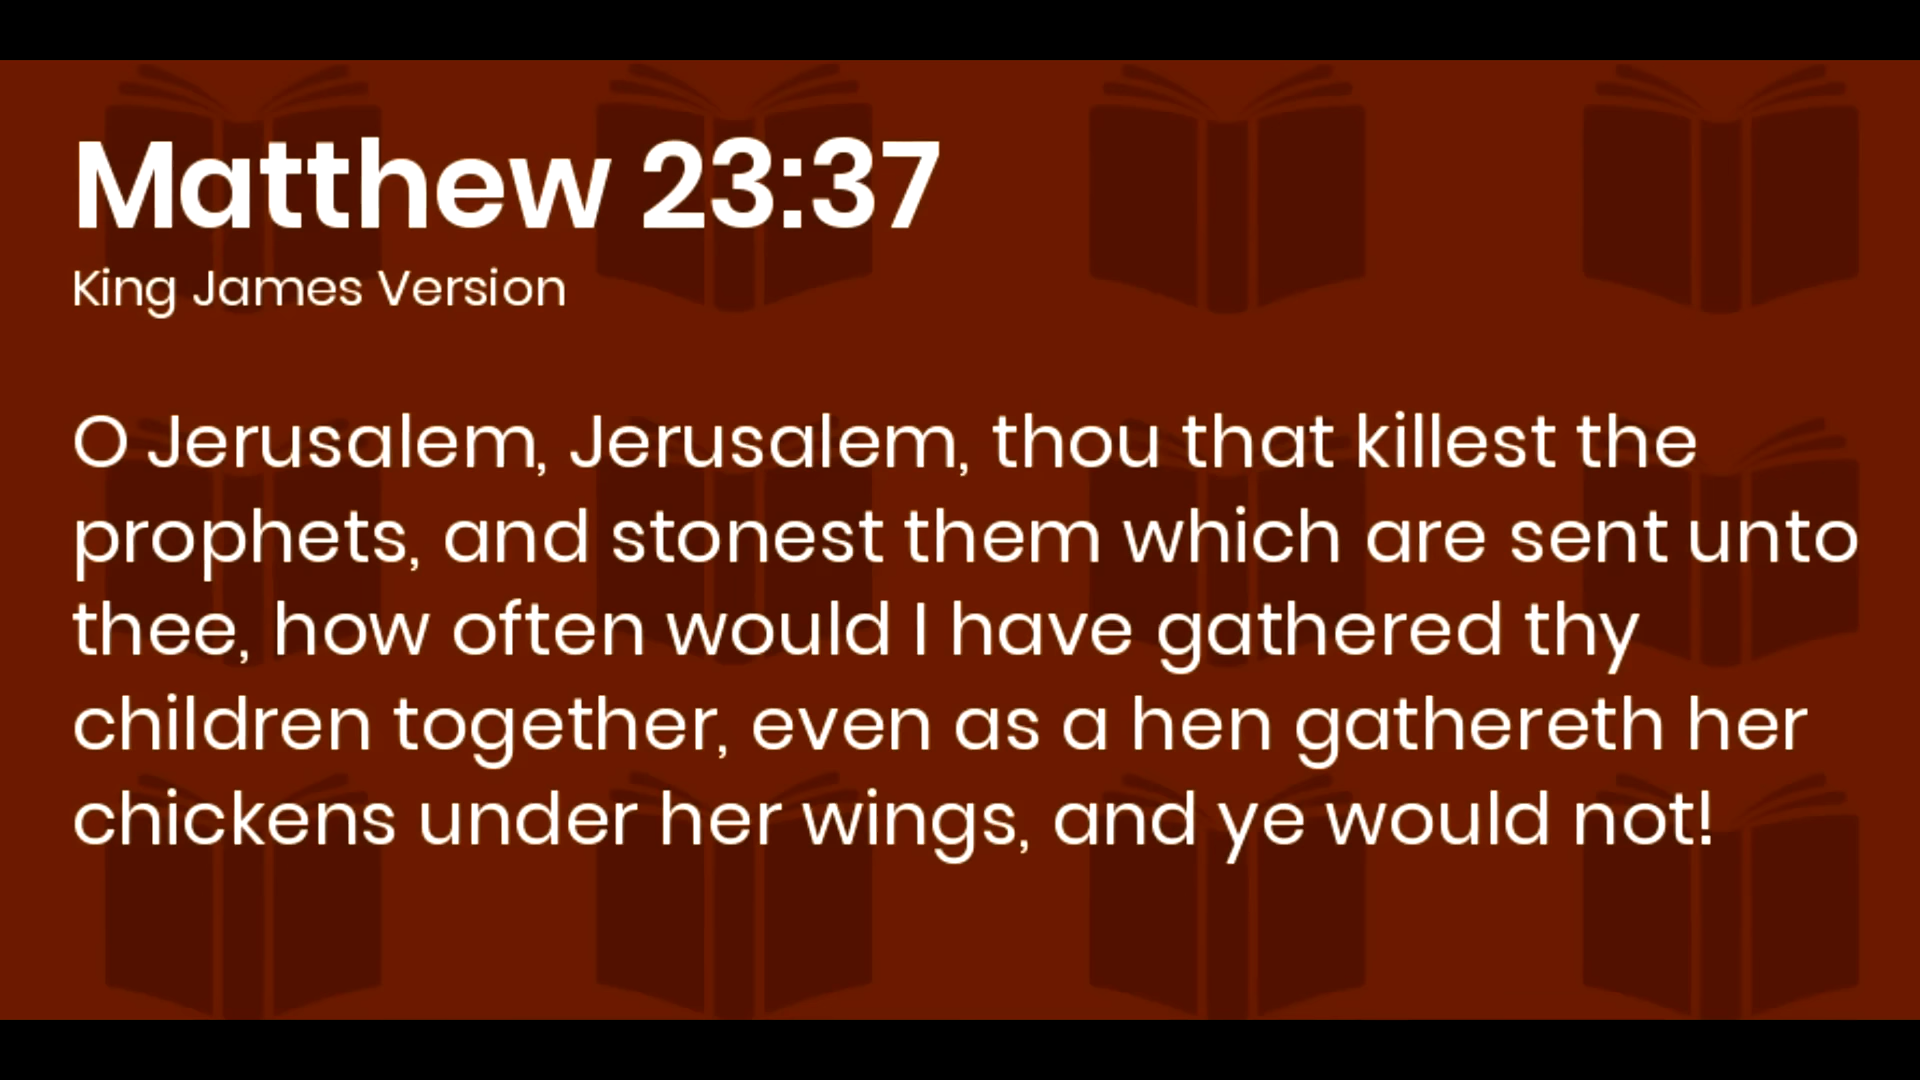 Matthew 23:37
King James Version
O Jerusalem, Jerusalem, thou that killest the
prophets, and stonest them which are sent unto
thee, how often would I have gathered thy
children together, even as a hen gathereth her
chickens under her wings, and ye would not!